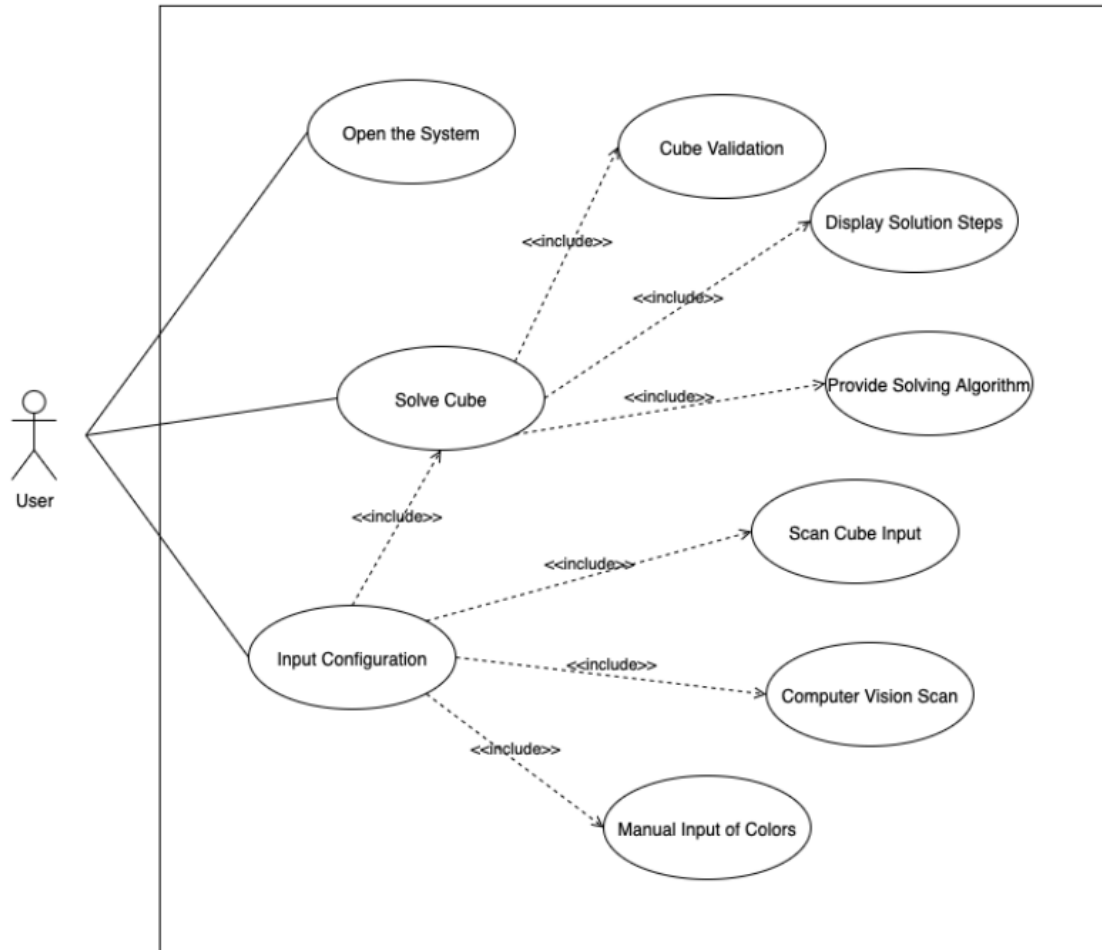 Open the System
Cube Validation
Display Solution Steps
<<include>>
<<include>>
Provide Solving Algorithm
Solve Cube
<<include>>
User
<<include>>
Scan Cube Input
<<include>>
Input Configuration
<<include>>
Computer Vision Scan
<<include>>
Manual Input of Colors